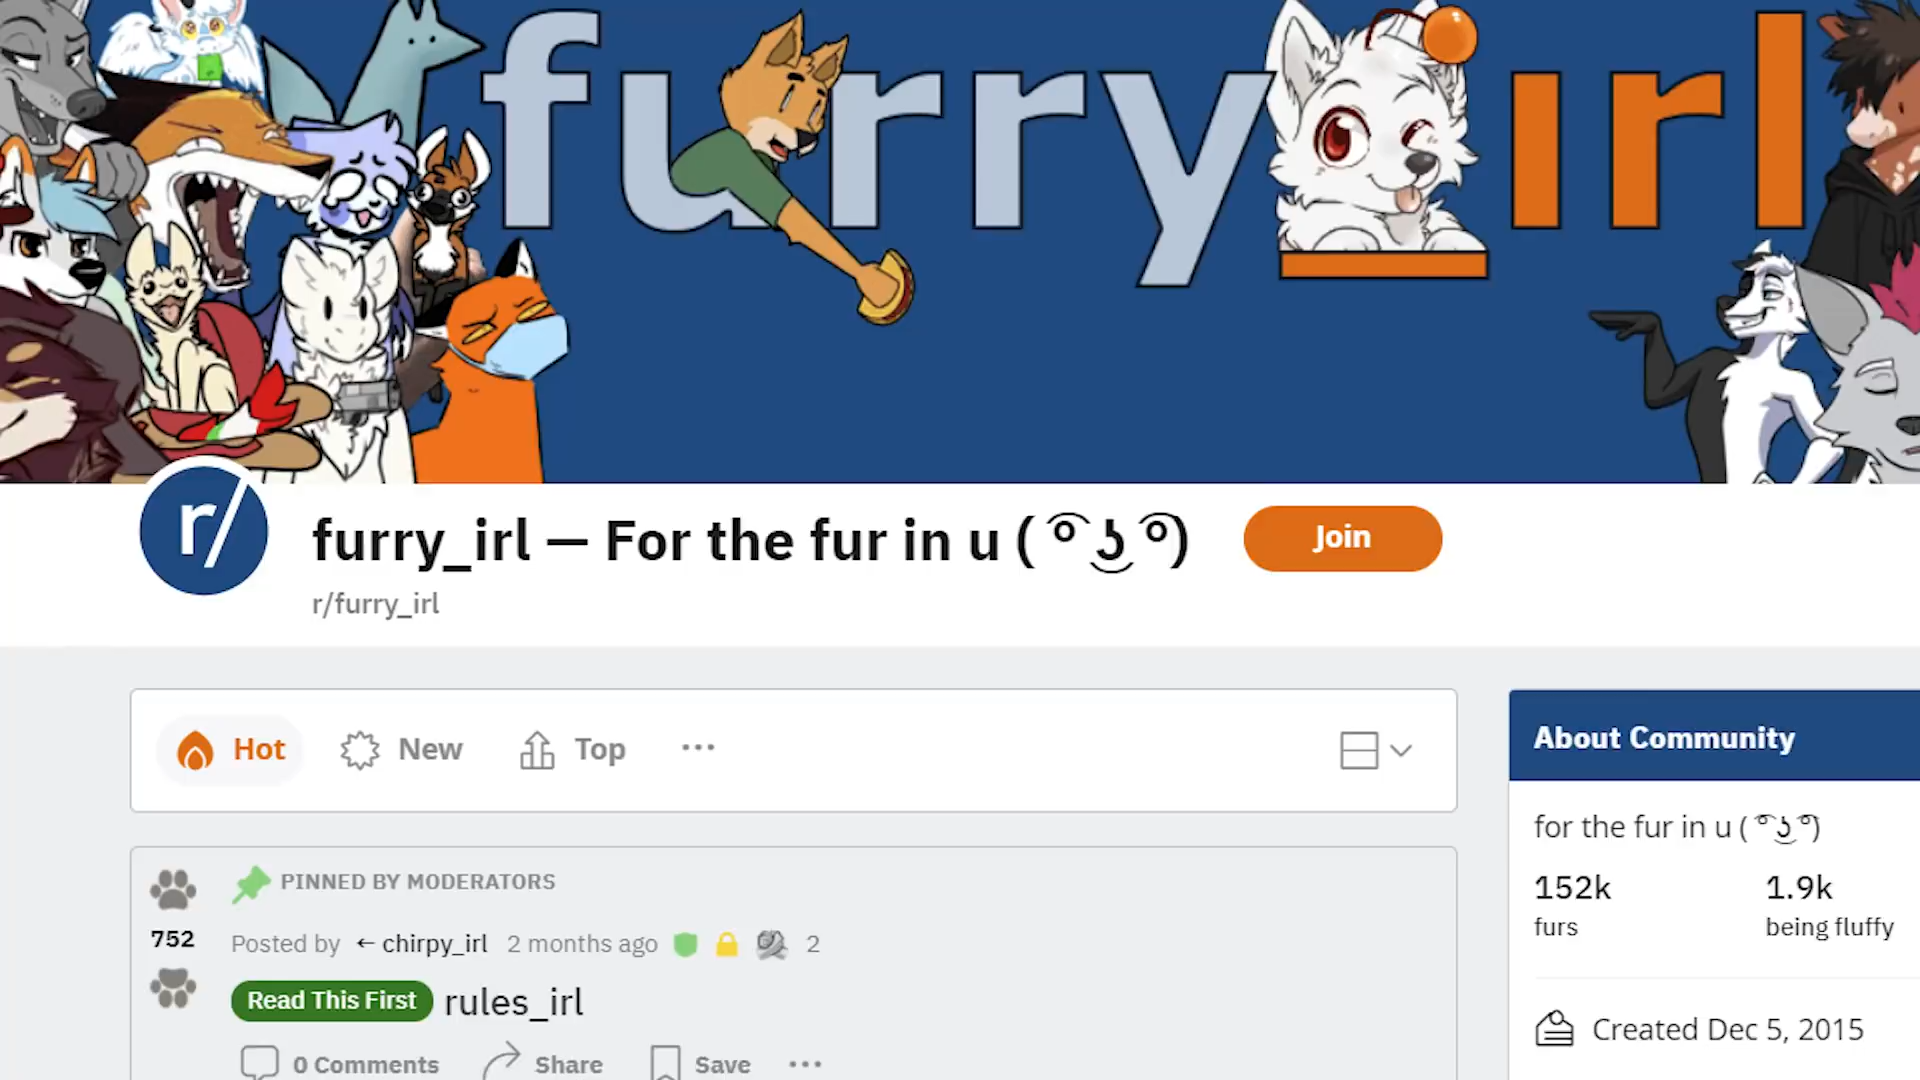 furry_irl
r/
furry_irl — For the fur in u ( ͡° ͜ʖ ͡°)
Join
r/furry_irl
Hot
New
Top
About Community
for the fur in u ( ͡° ͜ʖ ͡°)
152k
1.9k
furs
being fluffy
Created Dec 5, 2015
PINNED BY MODERATORS
752
Posted by ← chirpy_irl 2 months ago 2
Read This First rules_irl
0 Comments
Share
Save